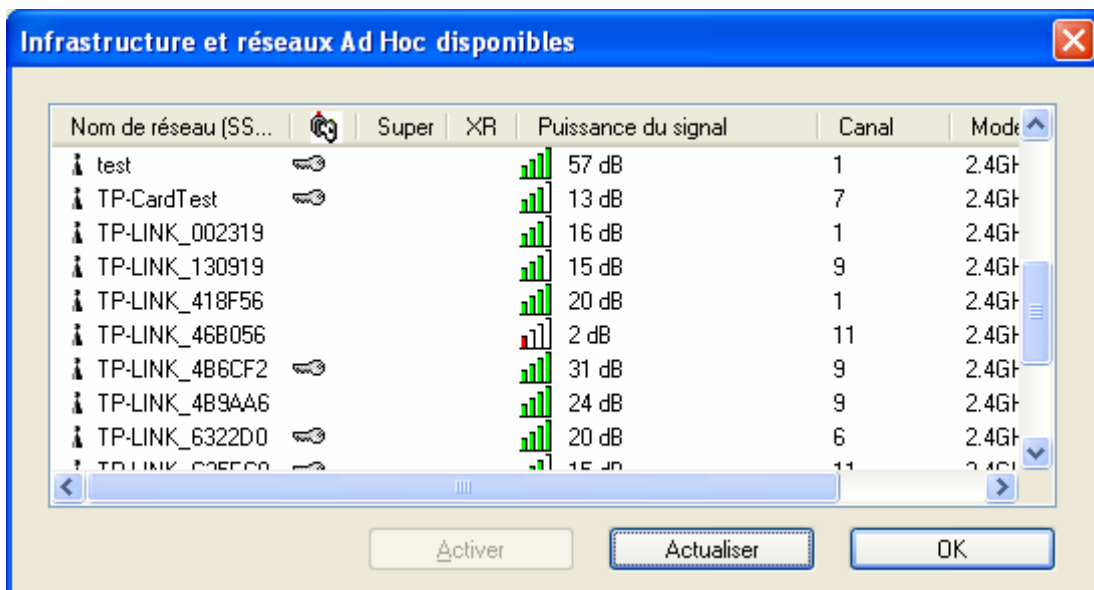 Infrastructure et réseaux Ad Hoc disponibles
Nom de réseau (SS... Super XR Puissance du signal Canal Mode
test 57 dB 1 2.4GH
TP-CardTest 13 dB 7 2.4GH
TP-LINK_002319 16 dB 1 2.4GH
TP-LINK_130919 15 dB 9 2.4GH
TP-LINK_418F56 20 dB 1 2.4GH
TP-LINK_46B056 2 dB 11 2.4GH
TP-LINK_4B6CF2 31 dB 9 2.4GH
TP-LINK_4B9AA6 24 dB 9 2.4GH
TP-LINK_6322D0 20 dB 6 2.4GH
15 dB 11
Activer Actualiser OK